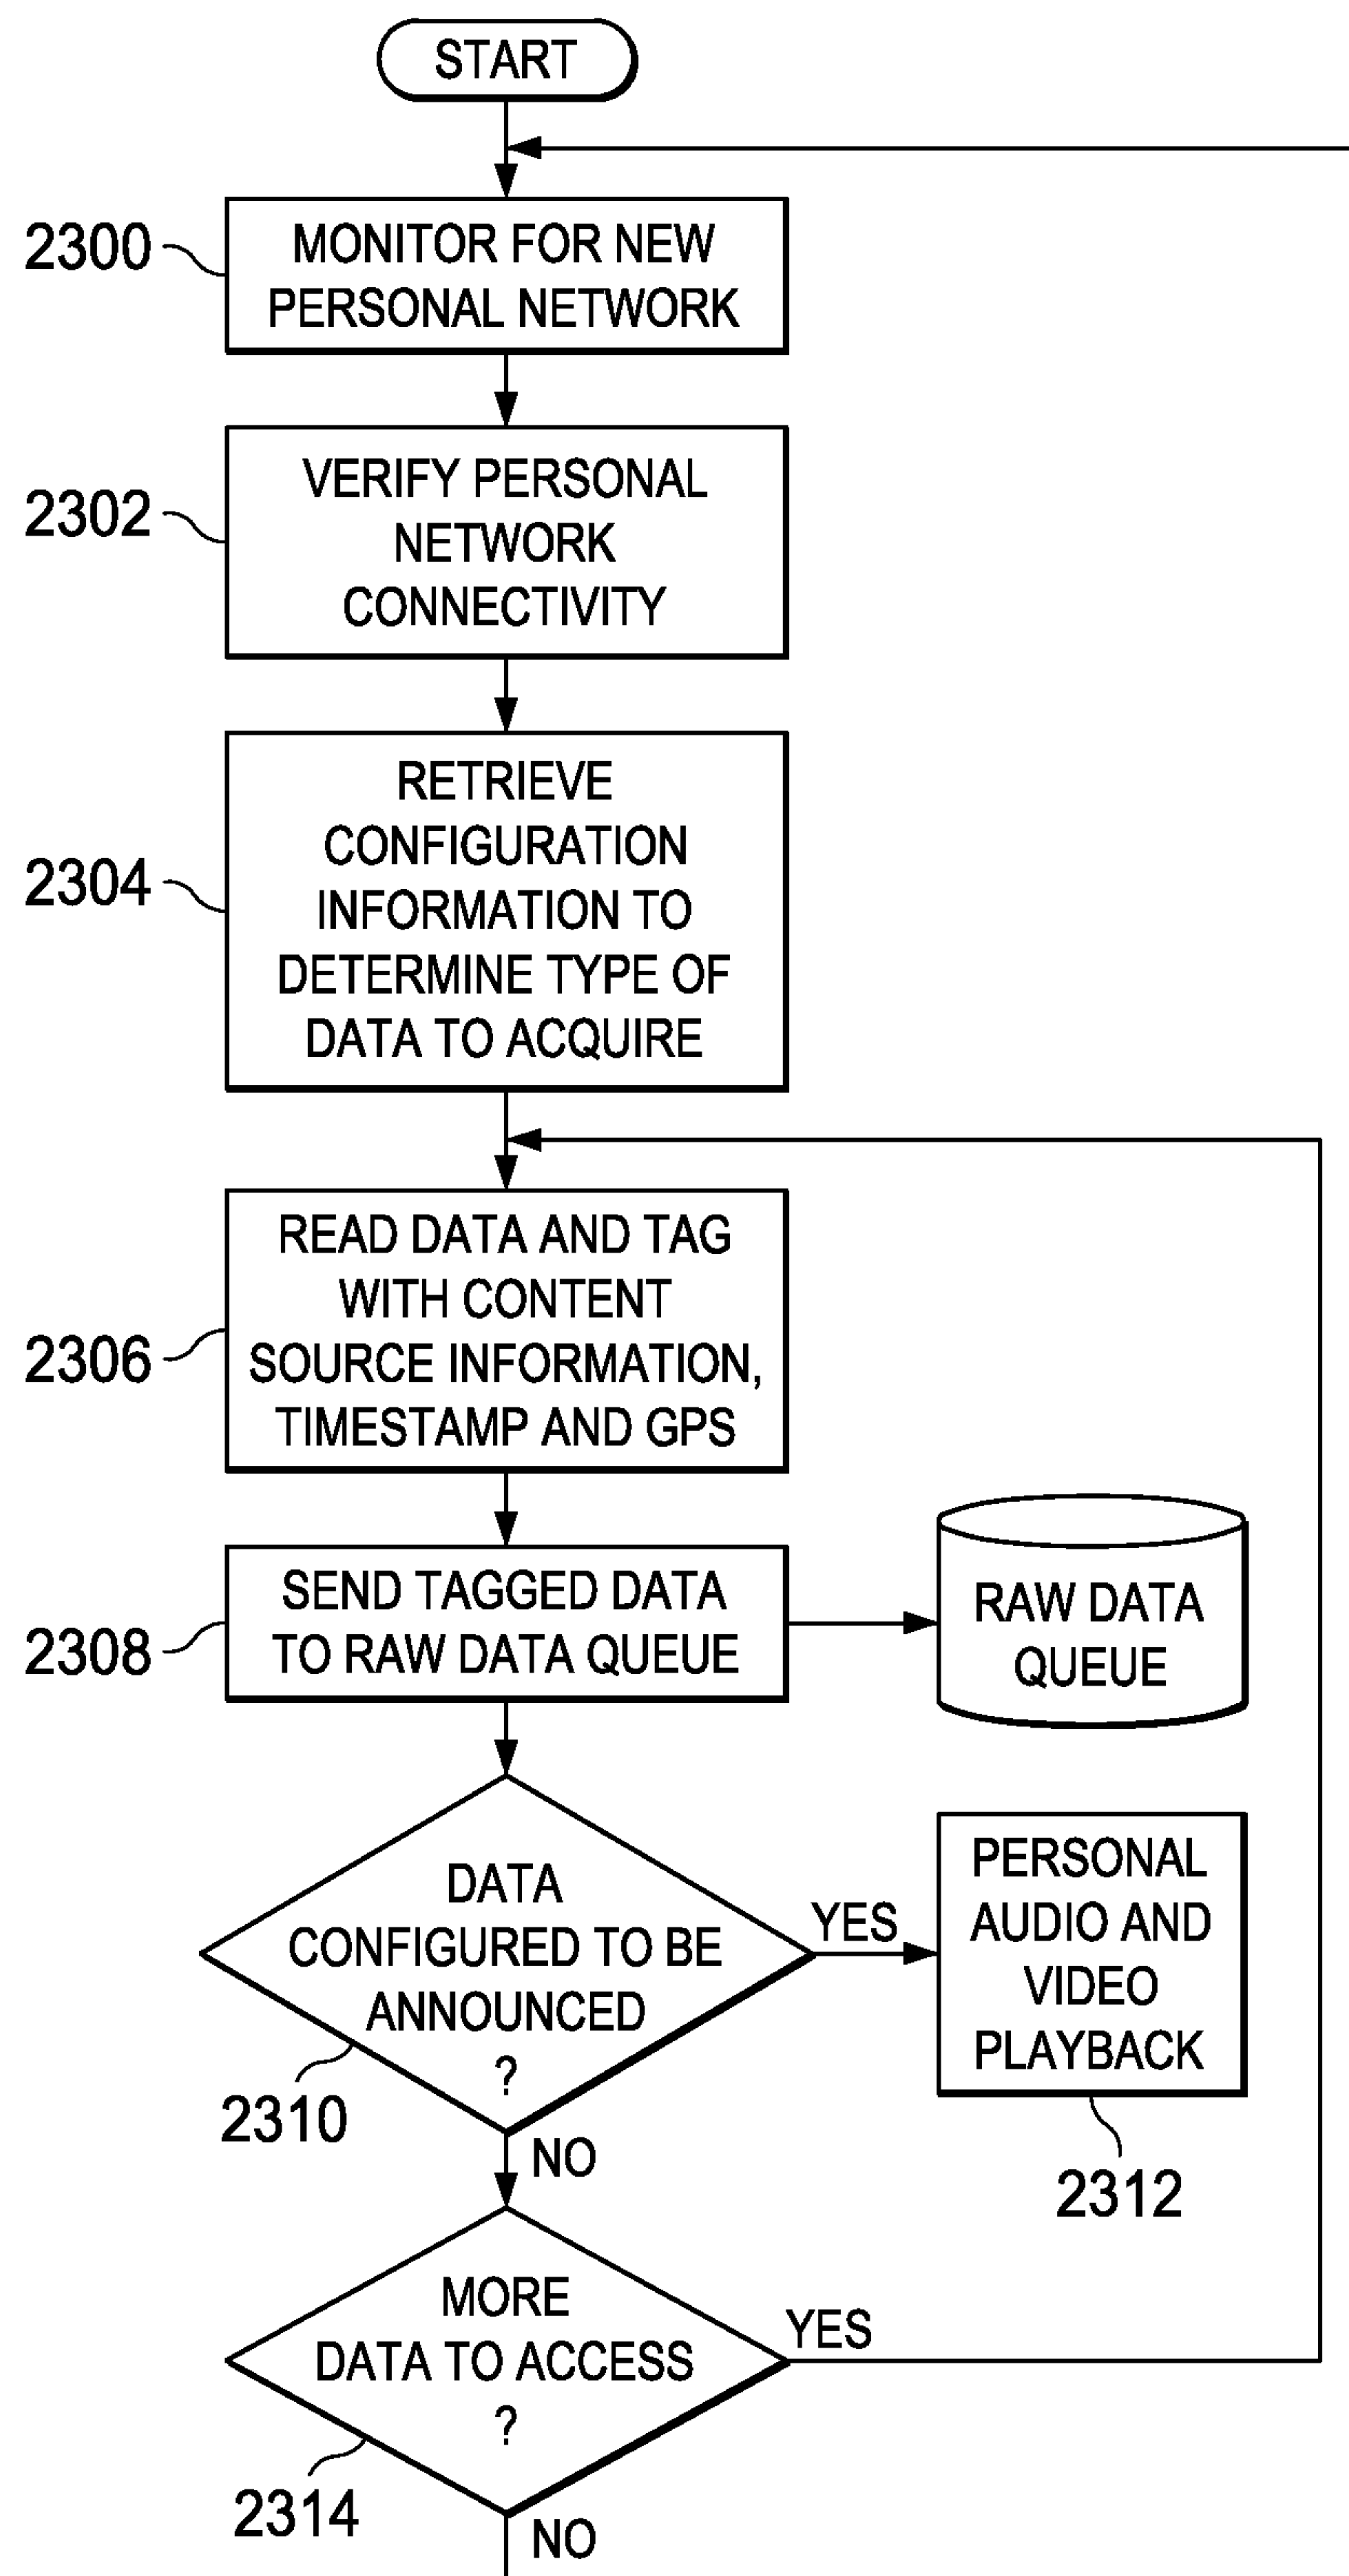 START
2300
MONITOR FOR NEW
PERSONAL NETWORK
2302
VERIFY PERSONAL
NETWORK
CONNECTIVITY
2304
RETRIEVE
CONFIGURATION
INFORMATION TO
DETERMINE TYPE OF
DATA TO ACQUIRE
2306
READ DATA AND TAG
WITH CONTENT
SOURCE INFORMATION,
TIMESTAMP AND GPS
2308
SEND TAGGED DATA
TO RAW DATA QUEUE
RAW DATA
QUEUE
DATA
CONFIGURED TO BE
ANNOUNCED
?
2310
YES
PERSONAL
AUDIO AND
VIDEO
PLAYBACK
2312
NO
MORE
DATA TO ACCESS
?
2314
YES
NO